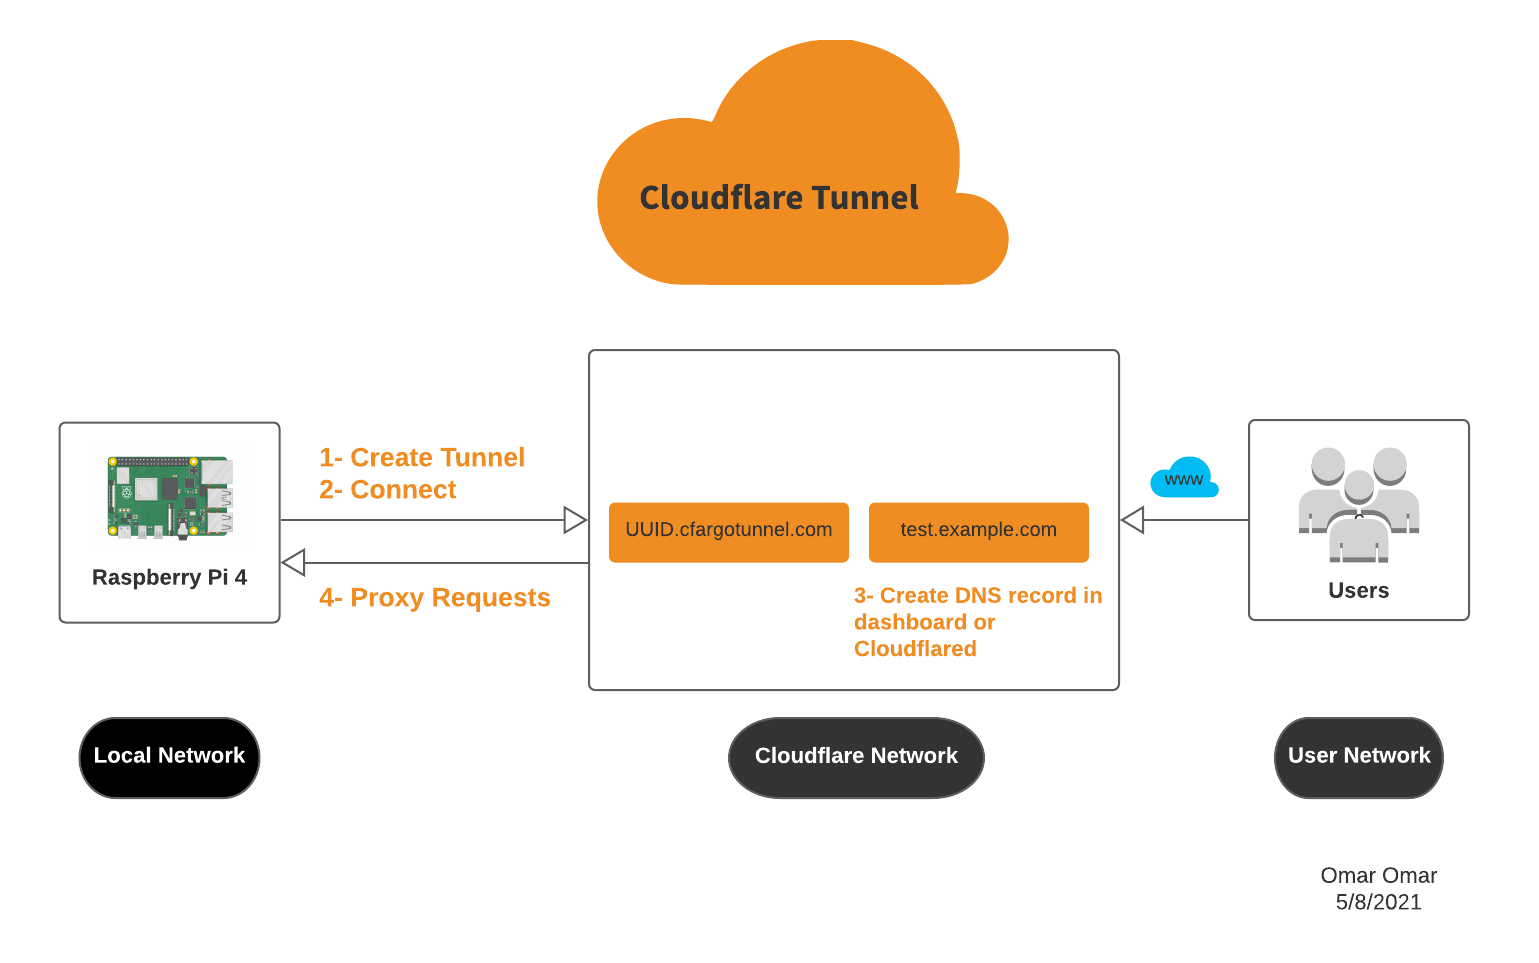 Cloudflare Tunnel
1- Create Tunnel
2- Connect
4- Proxy Requests
Raspberry Pi 4
UUID.cfargotunnel.com
test.example.com
3- Create DNS record in
dashboard or
Cloudflared
www
Users
Local Network
Cloudflare Network
User Network
Omar Omar
5/8/2021